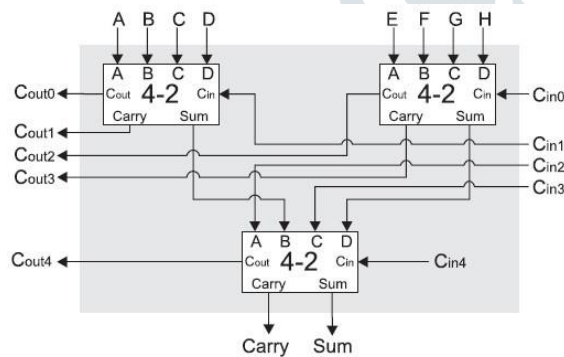 A B C D E F G H
A B C D A B C D
Cout0 Cout 4-2 Cin Cout 4-2 Cin Cin0
Carry Sum Carry Sum
Cout1 Cin1
Cout2 Cin2
Cout3 Cin3
A B C D
Cout4 Cout 4-2 Cin Cin4
Carry Sum
Carry Sum